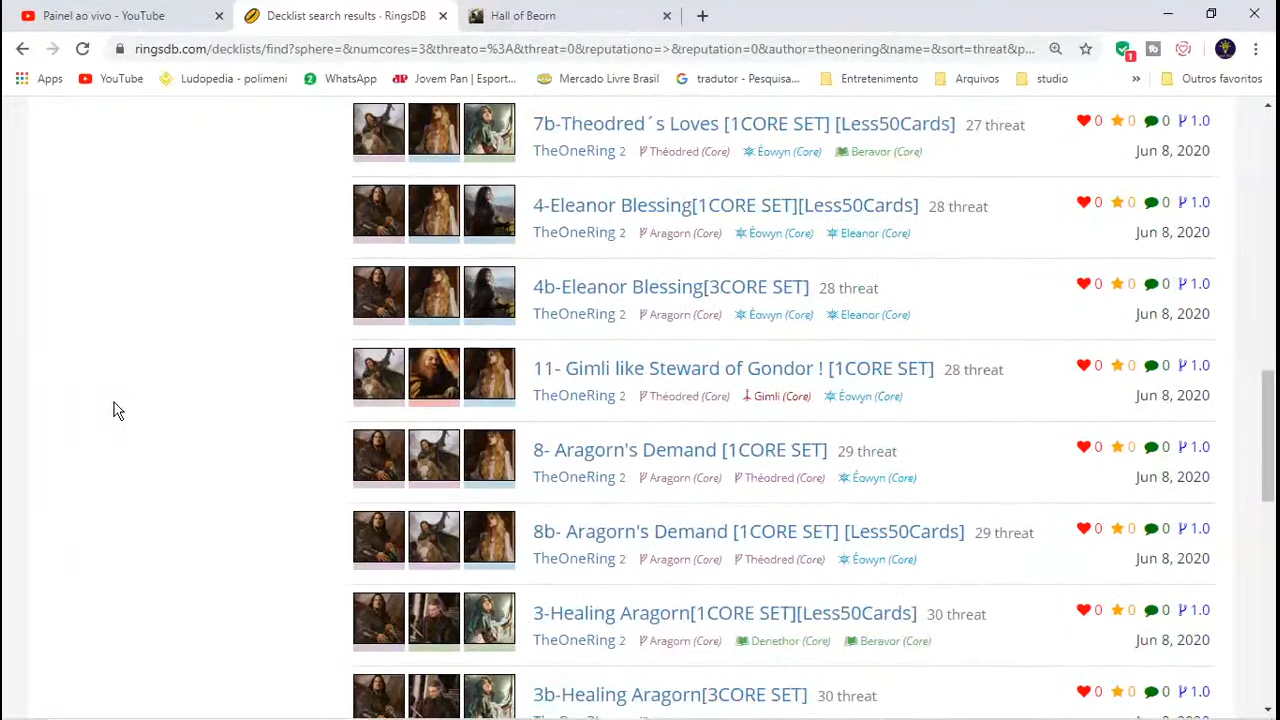 Painel ao vivo - YouTube
Decklist search results · RingsDB
Hall of Beorn
ringsdb.com/decklists/find?sphere=&numcores=3&threato=%3A&threat=0&reputationo=>&reputation=0&author=theonering&name=&sort=threat&p...
1
Apps
YouTube
Ludopedia - polimeni
2 WhatsApp
Jovem Pan | Esport...
Mercado Livre Brasil
tradutor - Pesquisa...
Entretenimento
Arquivos
studio
»
Outros favoritos
7b-Theodred´s Loves [1CORE SET] [Less50Cards] 27 threat
0 0 0 1.0
TheOneRing 2 Théodred (Core) Éowyn (Core) Beravor (Core)
Jun 8, 2020
4-Eleanor Blessing[1CORE SET][Less50Cards] 28 threat
0 0 0 1.0
TheOneRing 2 Aragorn (Core) Éowyn (Core) Eleanor (Core)
Jun 8, 2020
4b-Eleanor Blessing[3CORE SET] 28 threat
0 0 0 1.0
TheOneRing 2 Aragorn (Core) Éowyn (Core) Eleanor (Core)
Jun 8, 2020
11- Gimli like Steward of Gondor ! [1CORE SET] 28 threat
0 0 0 1.0
TheOneRing 2 Théodred (Core) Gimli (Core) Éowyn (Core)
Jun 8, 2020
8- Aragorn's Demand [1CORE SET] 29 threat
0 0 0 1.0
TheOneRing 2 Aragorn (Core) Théodred (Core) Éowyn (Core)
Jun 8, 2020
8b- Aragorn's Demand [1CORE SET] [Less50Cards] 29 threat
0 0 0 1.0
TheOneRing 2 Aragorn (Core) Théodred (Core) Éowyn (Core)
Jun 8, 2020
3-Healing Aragorn[1CORE SET][Less50Cards] 30 threat
0 0 0 1.0
TheOneRing 2 Aragorn (Core) Denethor (Core) Beravor (Core)
Jun 8, 2020
3b-Healing Aragorn[3CORE SET] 30 threat
0 0 0 1.0